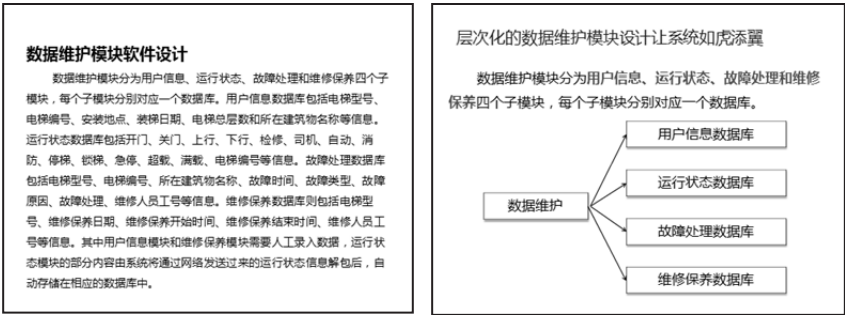 数据维护模块软件设计
数据维护模块分为用户信息、运行状态、故障处理和维修保养四个子
模块，每个子模块分别对应一个数据库。用户信息数据库包括电梯型号、
电梯编号、安装地点、装梯日期、电梯总层数和所在建筑物名称等信息。
运行状态数据库包括开门、关门、上行、下行、检修、司机、自动、消
防、停梯、锁梯、急停、超载、满载、电梯编号等信息。故障处理数据库
包括电梯型号、电梯编号、所在建筑物名称、故障时间、故障类型、故障
原因、故障处理、维修人员工号等信息。维修保养数据库则包括电梯型
号、维修保养日期、维修保养开始时间、维修保养结束时间、维修人员工
号等信息。其中用户信息模块和维修保养模块需要人工录入数据，运行状
态模块的部分内容由系统将通过网络发送过来的运行状态信息解包后，自
动存储在相应的数据库中。
层次化的数据维护模块设计让系统如虎添翼
数据维护模块分为用户信息、运行状态、故障处理和维修
保养四个子模块，每个子模块分别对应一个数据库。
用户信息数据库
运行状态数据库
数据维护
故障处理数据库
维修保养数据库